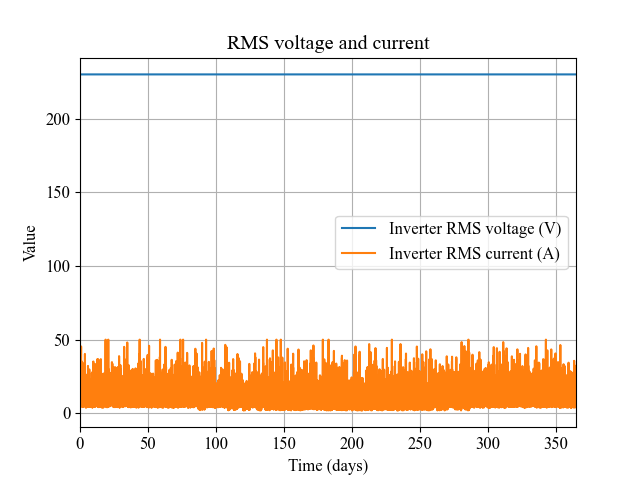 RMS voltage and current
Value
200
150
100
50
0
Inverter RMS voltage (V)
Inverter RMS current (A)
0 50 100 150 200 250 300 350
Time (days)